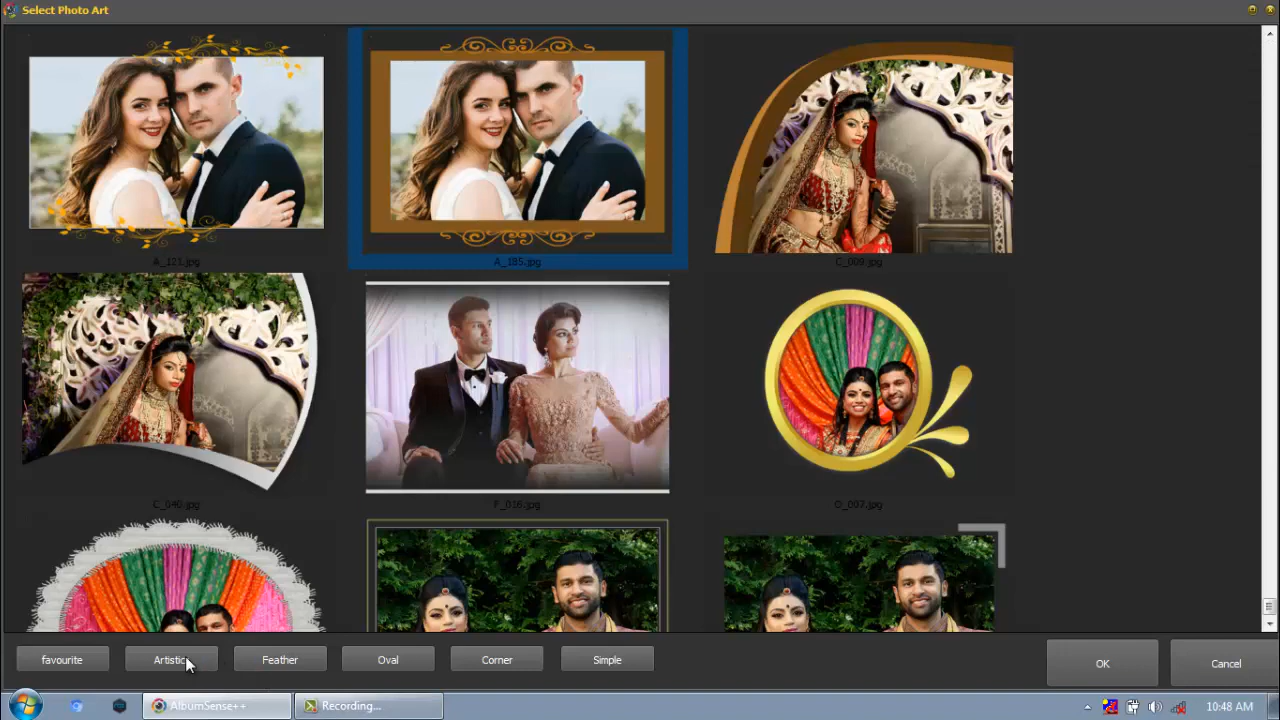 Select Photo Art
A_121.jpg
A_185.jpg
C_009.jpg
C_040.jpg
F_016.jpg
O_007.jpg
favourite
Artistic
Feather
Oval
Corner
Simple
OK
Cancel
AlbumSense++
Recording...
10:48 AM